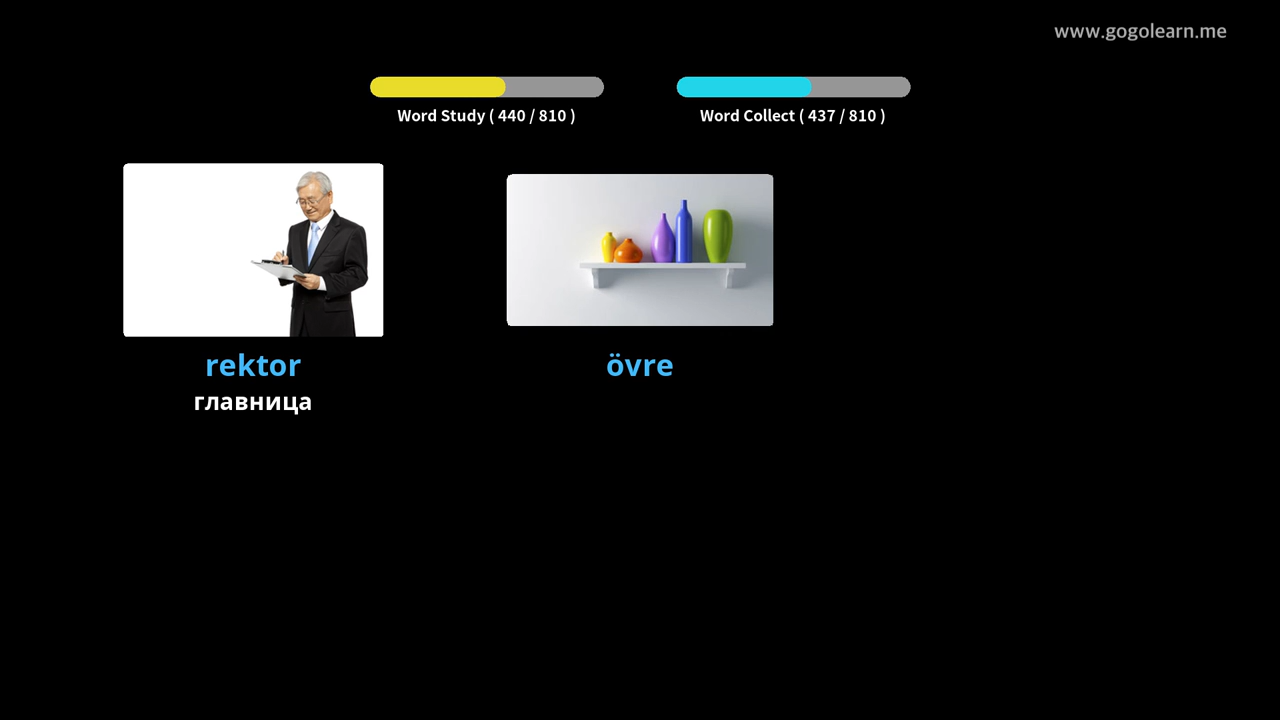 www.gogolearn.me
Word Study ( 440 / 810 )
Word Collect ( 437 / 810 )
rektor
главница
övre